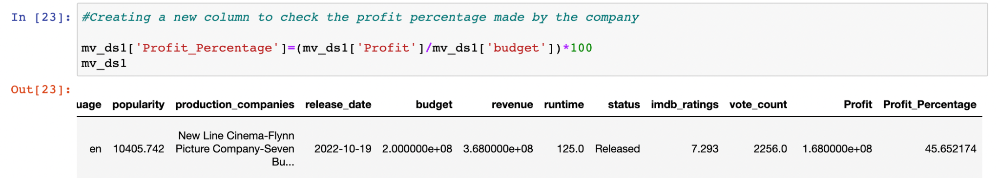 In [23]: #Creating a new column to check the profit percentage made by the company
mv_ds1['Profit_Percentage']=(mv_ds1['Profit']/mv_ds1['budget'])*100
mv_ds1
Out[23]:
uage popularity production_companies release_date budget revenue runtime status imdb_ratings vote_count Profit Profit_Percentage
New Line Cinema-Flynn
en 10405.742 Picture Company-Seven 2022-10-19 2.000000e+08 3.680000e+08 125.0 Released 7.293 2256.0 1.680000e+08 45.652174
Bu...